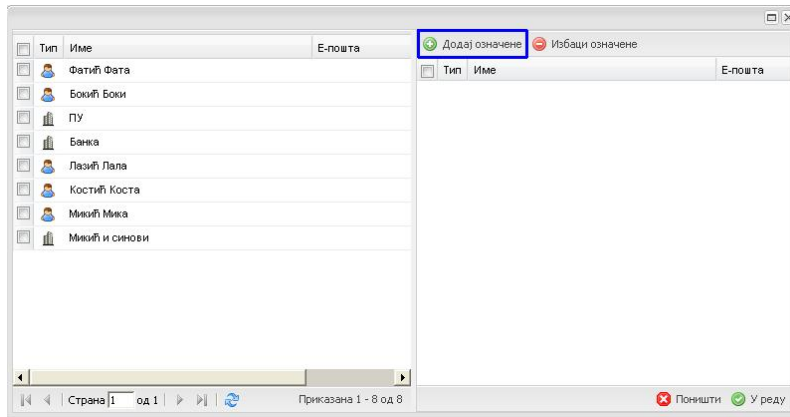 Тип Име Е-пошта
Фатић Фата
Бокић Боки
ПУ
Банка
Лазић Лала
Костић Коста
Микић Мика
Микић и синови
Страна 1 од 1 Приказана 1 - 8 од 8
Додај означене Избаци означене
Тип Име Е-пошта
Поништи У реду